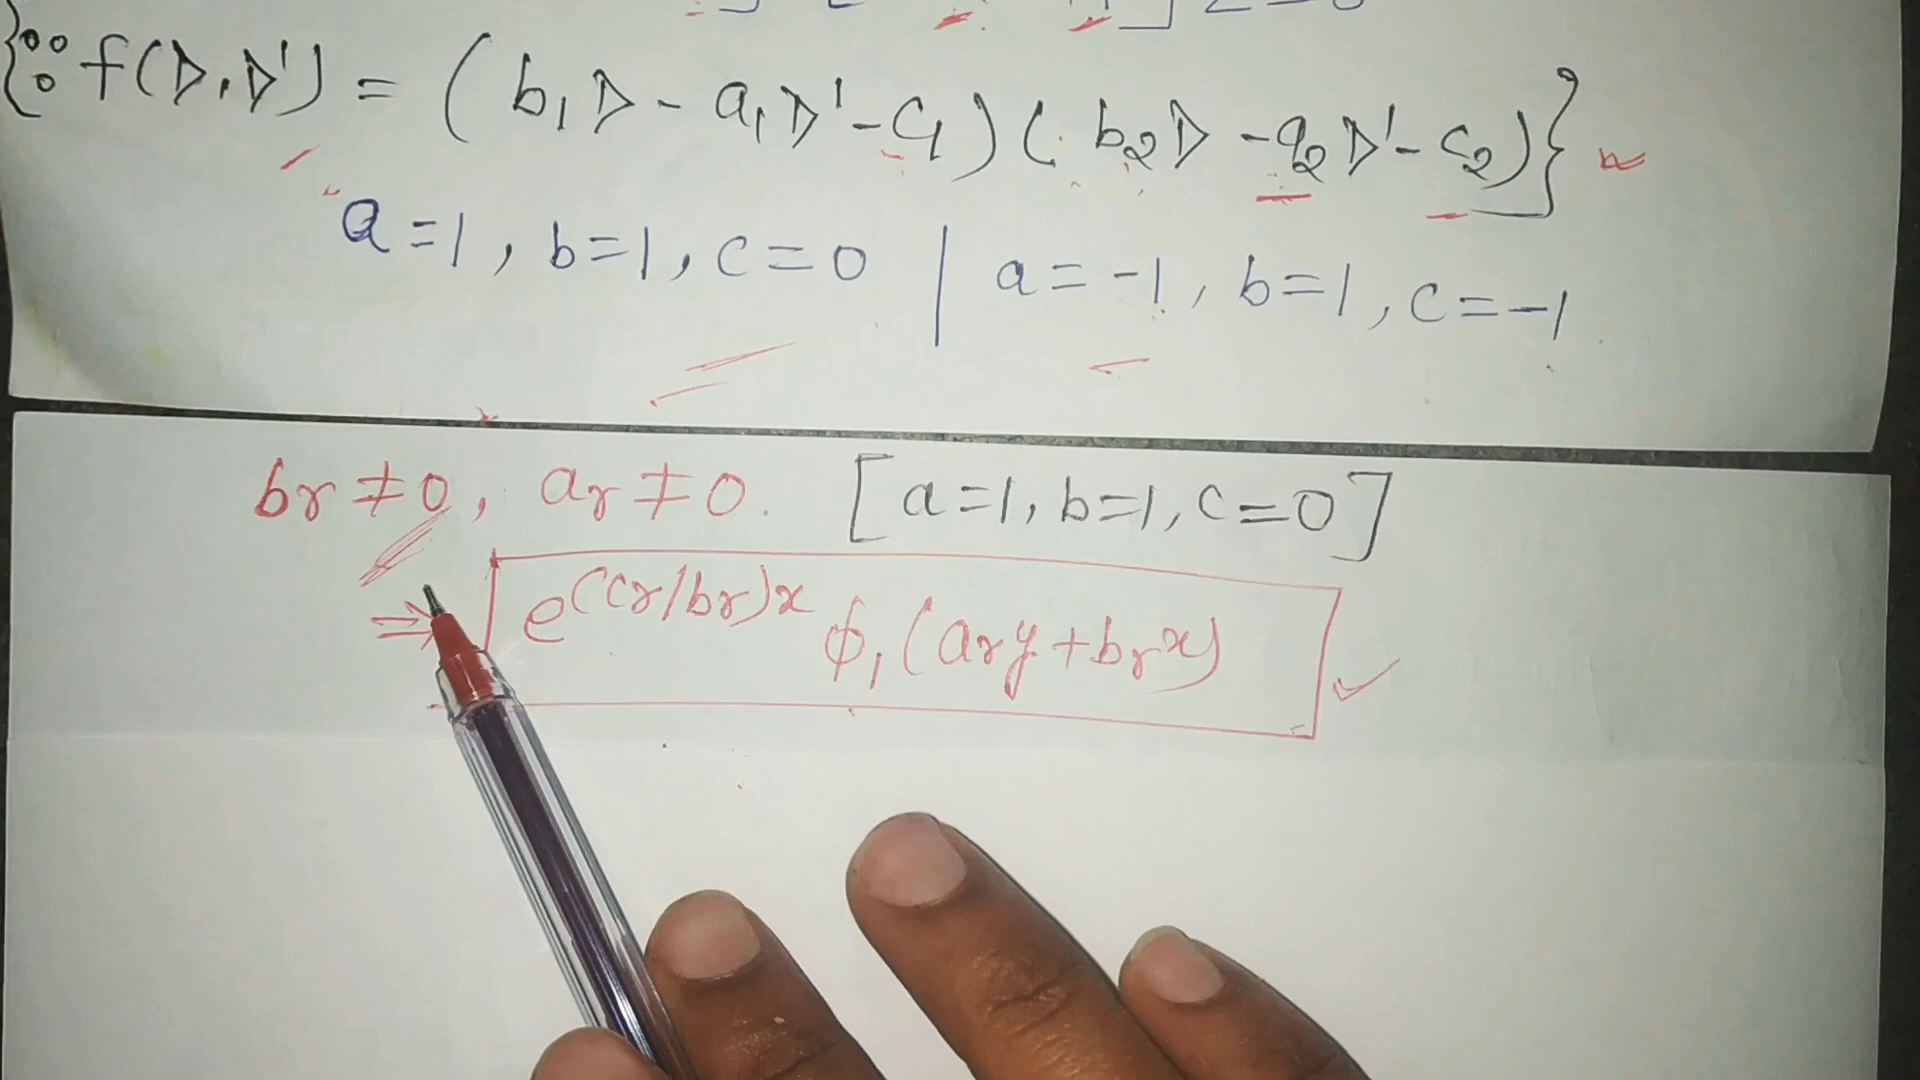 {∵ f(D,D') = (b₁D - a₁D' - c₁)( b₂D - a₂D' - c₂)}
a=1, b=1, c=0 | a=-1, b=1, c=-1
br≠0, ar≠0. [a=1, b=1, c=0]
⇒ e^((cr/br)x) ϕ₁(ary+brx)